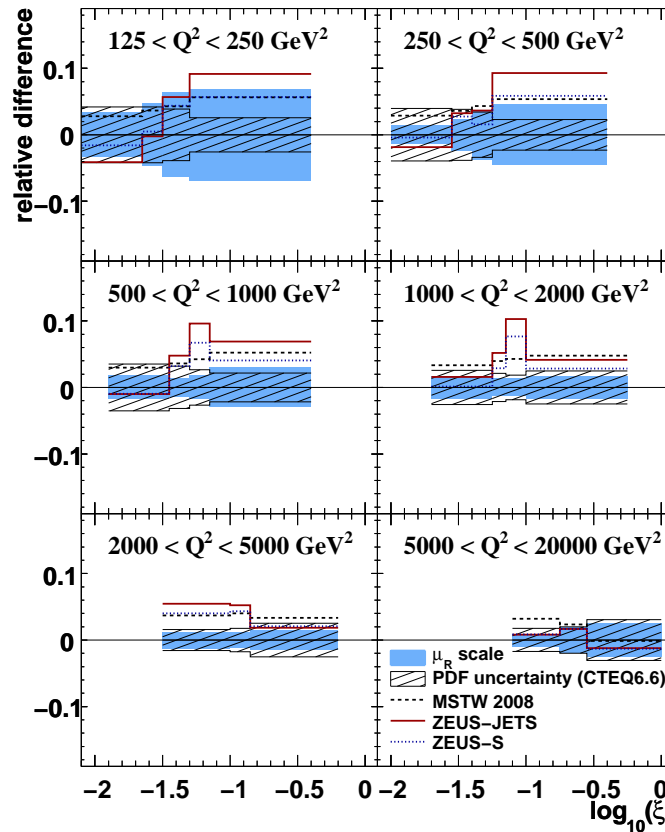 125 < Q² < 250 GeV²
250 < Q² < 500 GeV²
relative difference
0.1
0
−0.1
500 < Q² < 1000 GeV²
1000 < Q² < 2000 GeV²
0.1
0
−0.1
2000 < Q² < 5000 GeV²
5000 < Q² < 20000 GeV²
0.1
0
−0.1
μR scale
PDF uncertainty (CTEQ6.6)
MSTW 2008
ZEUS−JETS
ZEUS−S
−2 −1.5 −1 −0.5 0
−2 −1.5 −1 −0.5 0
log₁₀(ξ